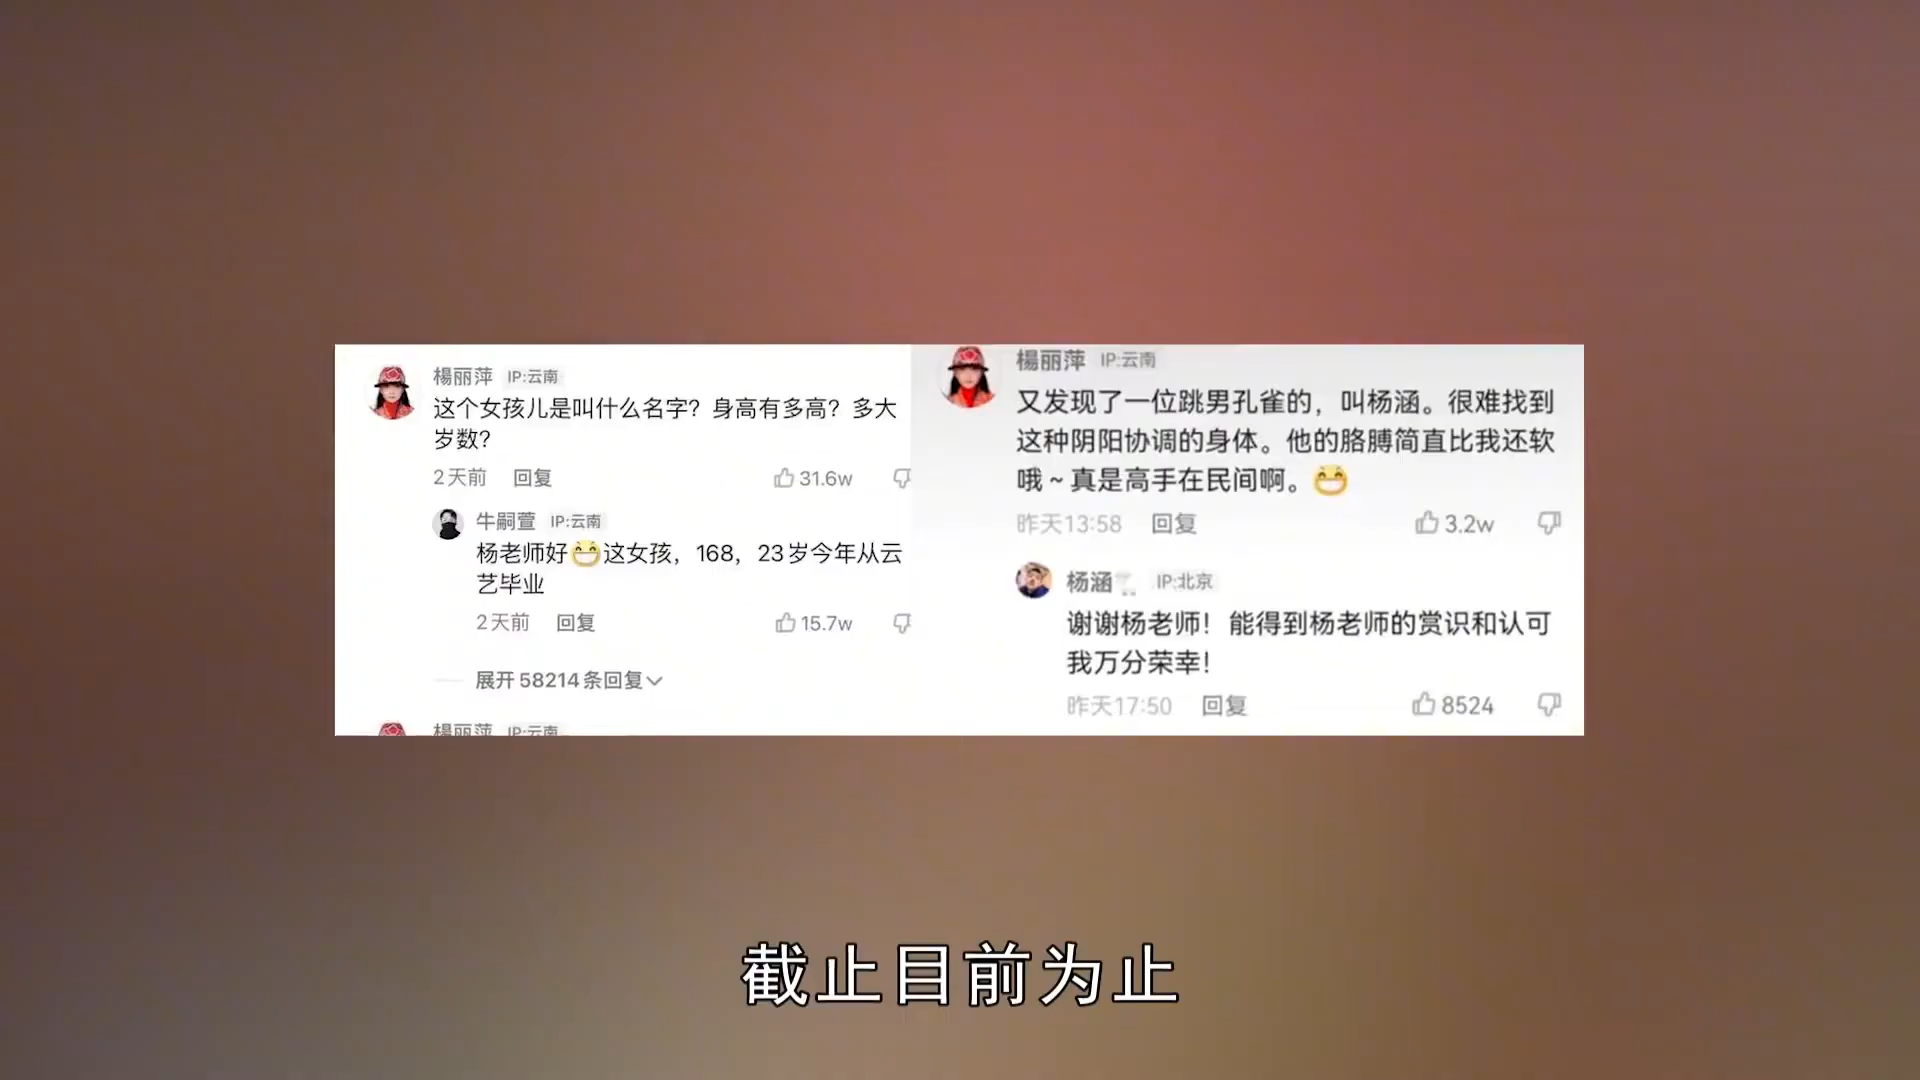 楊丽萍 IP:云南
这个女孩儿是叫什么名字？身高有多高？多大
岁数？
2天前 回复 31.6w
牛嗣萱 IP:云南
杨老师好😁这女孩，168，23岁今年从云
艺毕业
2天前 回复 15.7w
展开58214条回复
楊丽萍 IP:云南
楊丽萍 IP:云南
又发现了一位跳男孔雀的，叫杨涵。很难找到
这种阴阳协调的身体。他的胳膊简直比我还软
哦~真是高手在民间啊。😁
昨天13:58 回复 3.2w
杨涵 IP:北京
谢谢杨老师！能得到杨老师的赏识和认可
我万分荣幸！
昨天17:50 回复 8524
截止目前为止